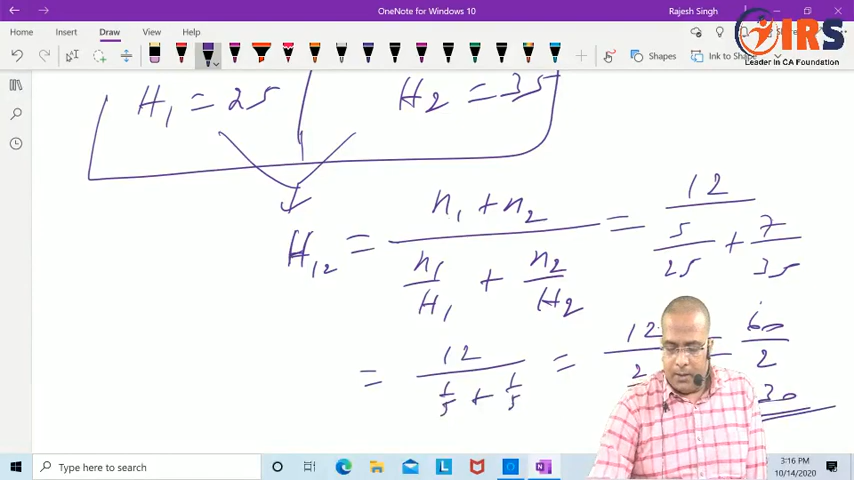 OneNote for Windows 10
Rajesh Singh
Home Insert Draw View Help
Shapes Ink to Shape
IRS
Leader in CA Foundation
H₁ = 25 H₂ = 35
H₁₂ = (n₁ + n₂) / (n₁/H₁ + n₂/H₂) = 12 / (5/25 + 7/35)
= 12 / (1/5 + 1/5) = 12 / 2 = 60 / 2
30
Type here to search
3:16 PM
10/14/2020